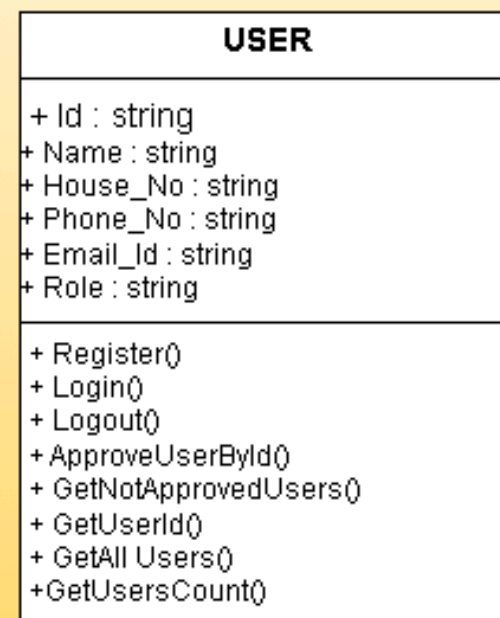 USER
+ Id : string
+ Name : string
+ House_No : string
+ Phone_No : string
+ Email_Id : string
+ Role : string
+ Register()
+ Login()
+ Logout()
+ ApproveUserById()
+ GetNotApprovedUsers()
+ GetUserId()
+ GetAll Users()
+GetUsersCount()